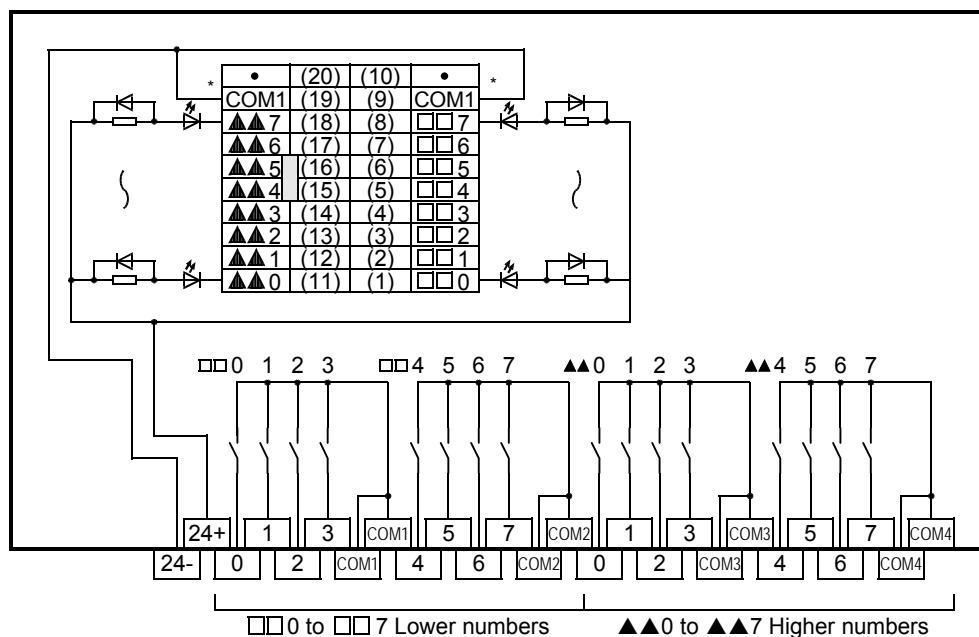 * • (20) (10) • *
COM1 (19) (9) COM1
▲▲7 (18) (8) □□7
▲▲6 (17) (7) □□6
▲▲5 (16) (6) □□5
▲▲4 (15) (5) □□4
▲▲3 (14) (4) □□3
▲▲2 (13) (3) □□2
▲▲1 (12) (2) □□1
▲▲0 (11) (1) □□0
□□0 1 2 3 □□4 5 6 7 ▲▲0 1 2 3 ▲▲4 5 6 7
24+ 1 3 COM1 5 7 COM2 1 3 COM3 5 7 COM4
24- 0 2 COM1 4 6 COM2 0 2 COM3 4 6 COM4
□□0 to □□7 Lower numbers ▲▲0 to ▲▲7 Higher numbers